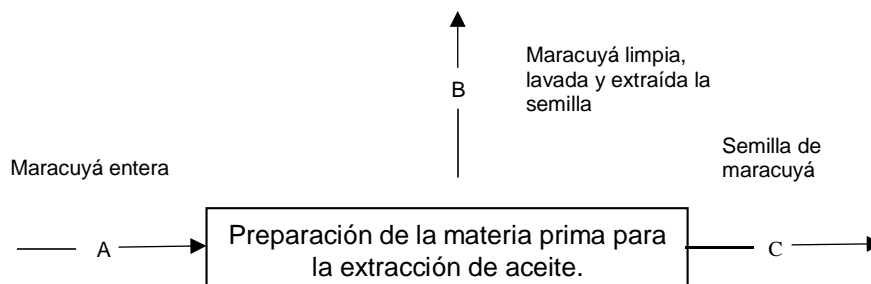 B
Maracuyá limpia,
lavada y extraída la
semilla
Maracuyá entera
Semilla de
maracuyá
A
Preparación de la materia prima para
la extracción de aceite.
C